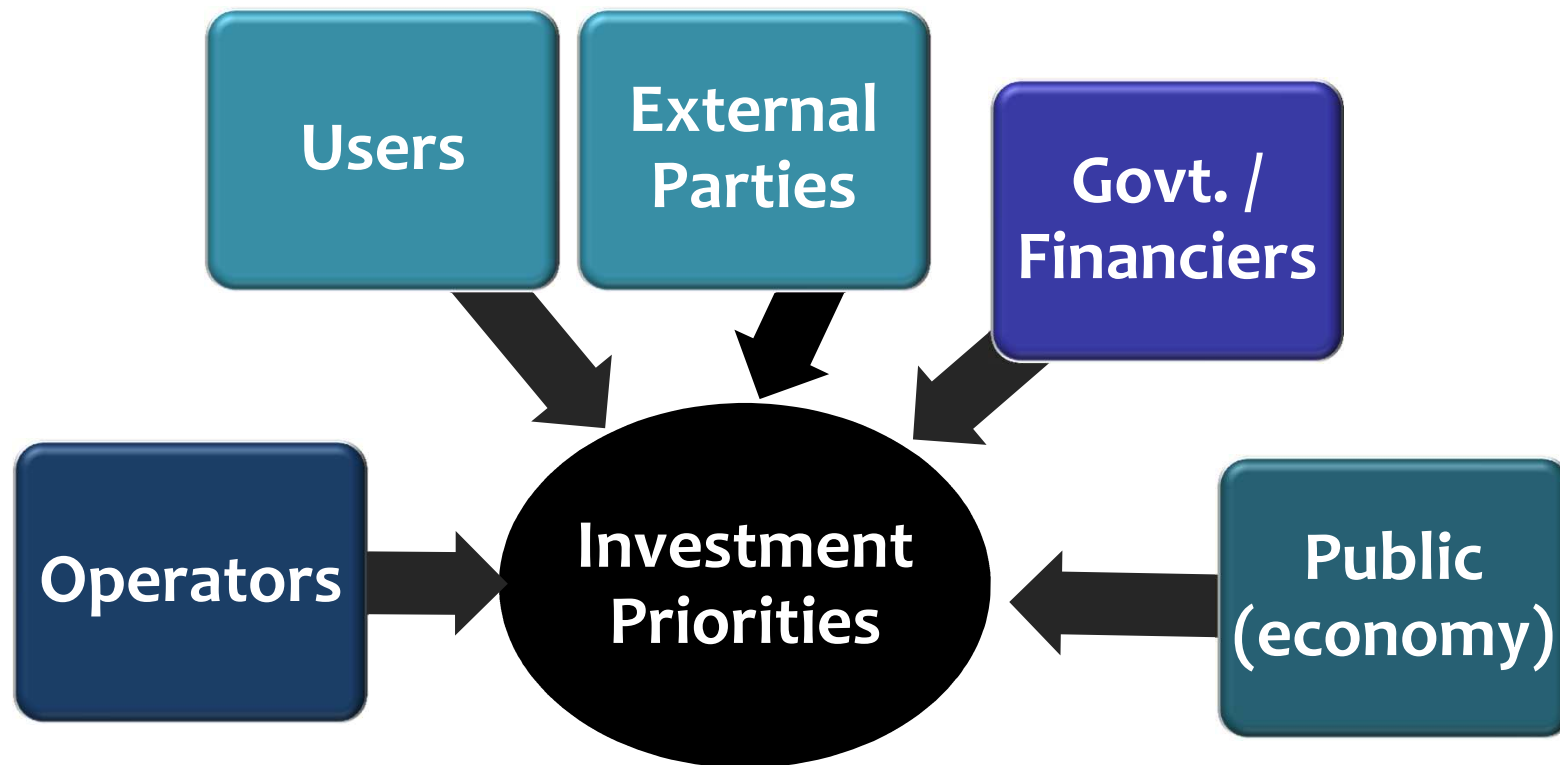 Users
External
Parties
Govt. /
Financiers
Operators
Investment
Priorities
Public
(economy)